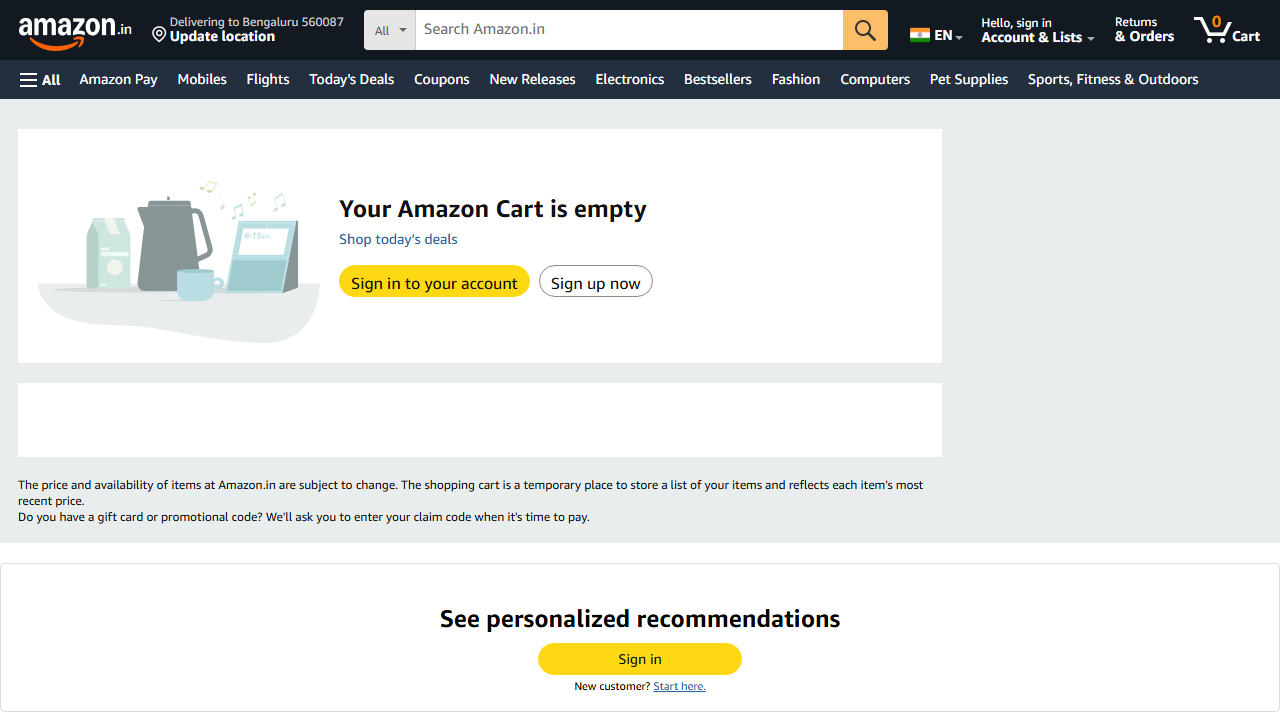 amazon.in
Delivering to Bengaluru 560087
Update location
All
Search Amazon.in
EN
Hello, sign in
Account & Lists
Returns
& Orders
0
Cart
All
Amazon Pay
Mobiles
Flights
Today's Deals
Coupons
New Releases
Electronics
Bestsellers
Fashion
Computers
Pet Supplies
Sports, Fitness & Outdoors
6:15am
Your Amazon Cart is empty
Shop today's deals
Sign in to your account
Sign up now
The price and availability of items at Amazon.in are subject to change. The shopping cart is a temporary place to store a list of your items and reflects each item's most
recent price.
Do you have a gift card or promotional code? We'll ask you to enter your claim code when it's time to pay.
See personalized recommendations
Sign in
New customer? Start here.